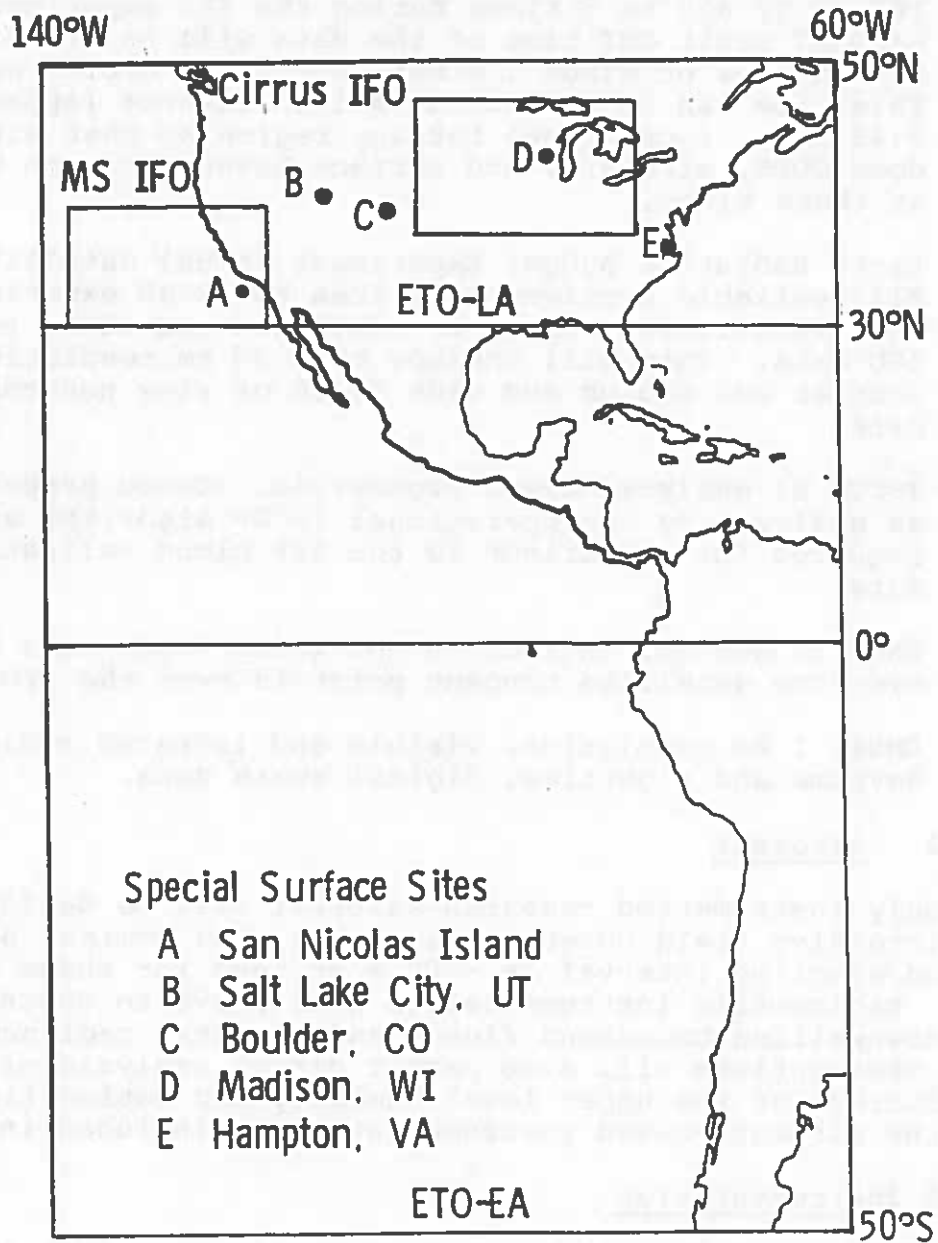 140°W 60°W
50°N
Cirrus IFO
D
MS IFO
B
C
E
A
ETO-LA
30°N
0°
Special Surface Sites
A San Nicolas Island
B Salt Lake City, UT
C Boulder, CO
D Madison, WI
E Hampton, VA
ETO-EA
50°S